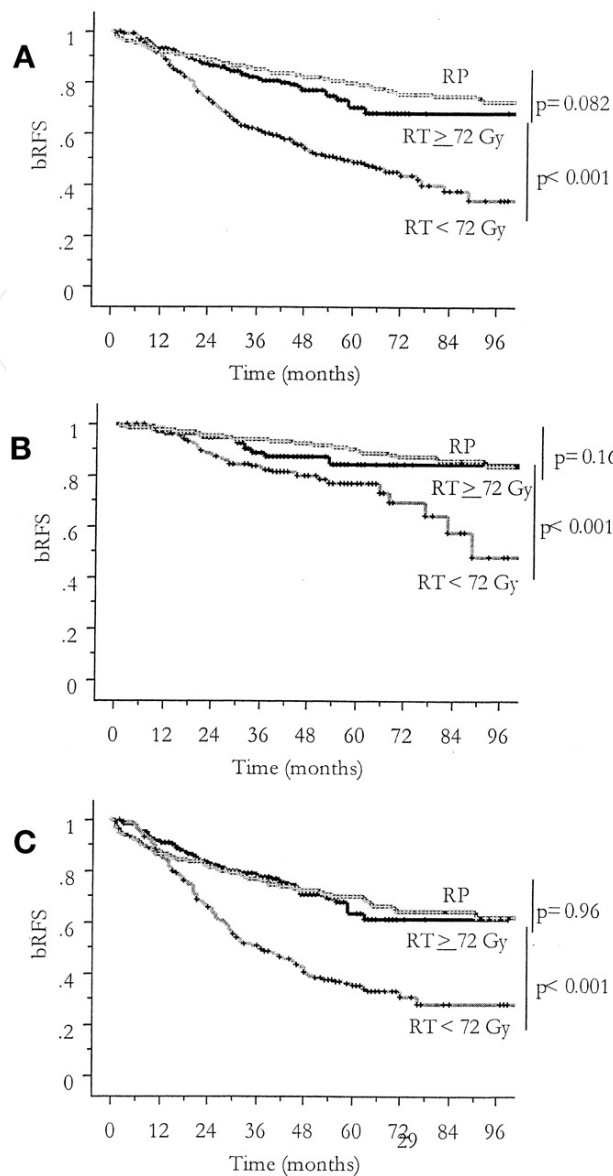 A
1
.8
.6
.4
.2
0
bRFS
RP
RT ≥ 72 Gy
RT < 72 Gy
p= 0.082
p< 0.001
0 12 24 36 48 60 72 84 96
Time (months)
B
1
.8
.6
.4
.2
0
bRFS
RP
RT ≥ 72 Gy
RT < 72 Gy
p= 0.16
p< 0.001
0 12 24 36 48 60 72 84 96
Time (months)
C
1
.8
.6
.4
.2
0
bRFS
RP
RT ≥ 72 Gy
RT < 72 Gy
p= 0.96
p< 0.001
0 12 24 36 48 60 72 84 96
29
Time (months)